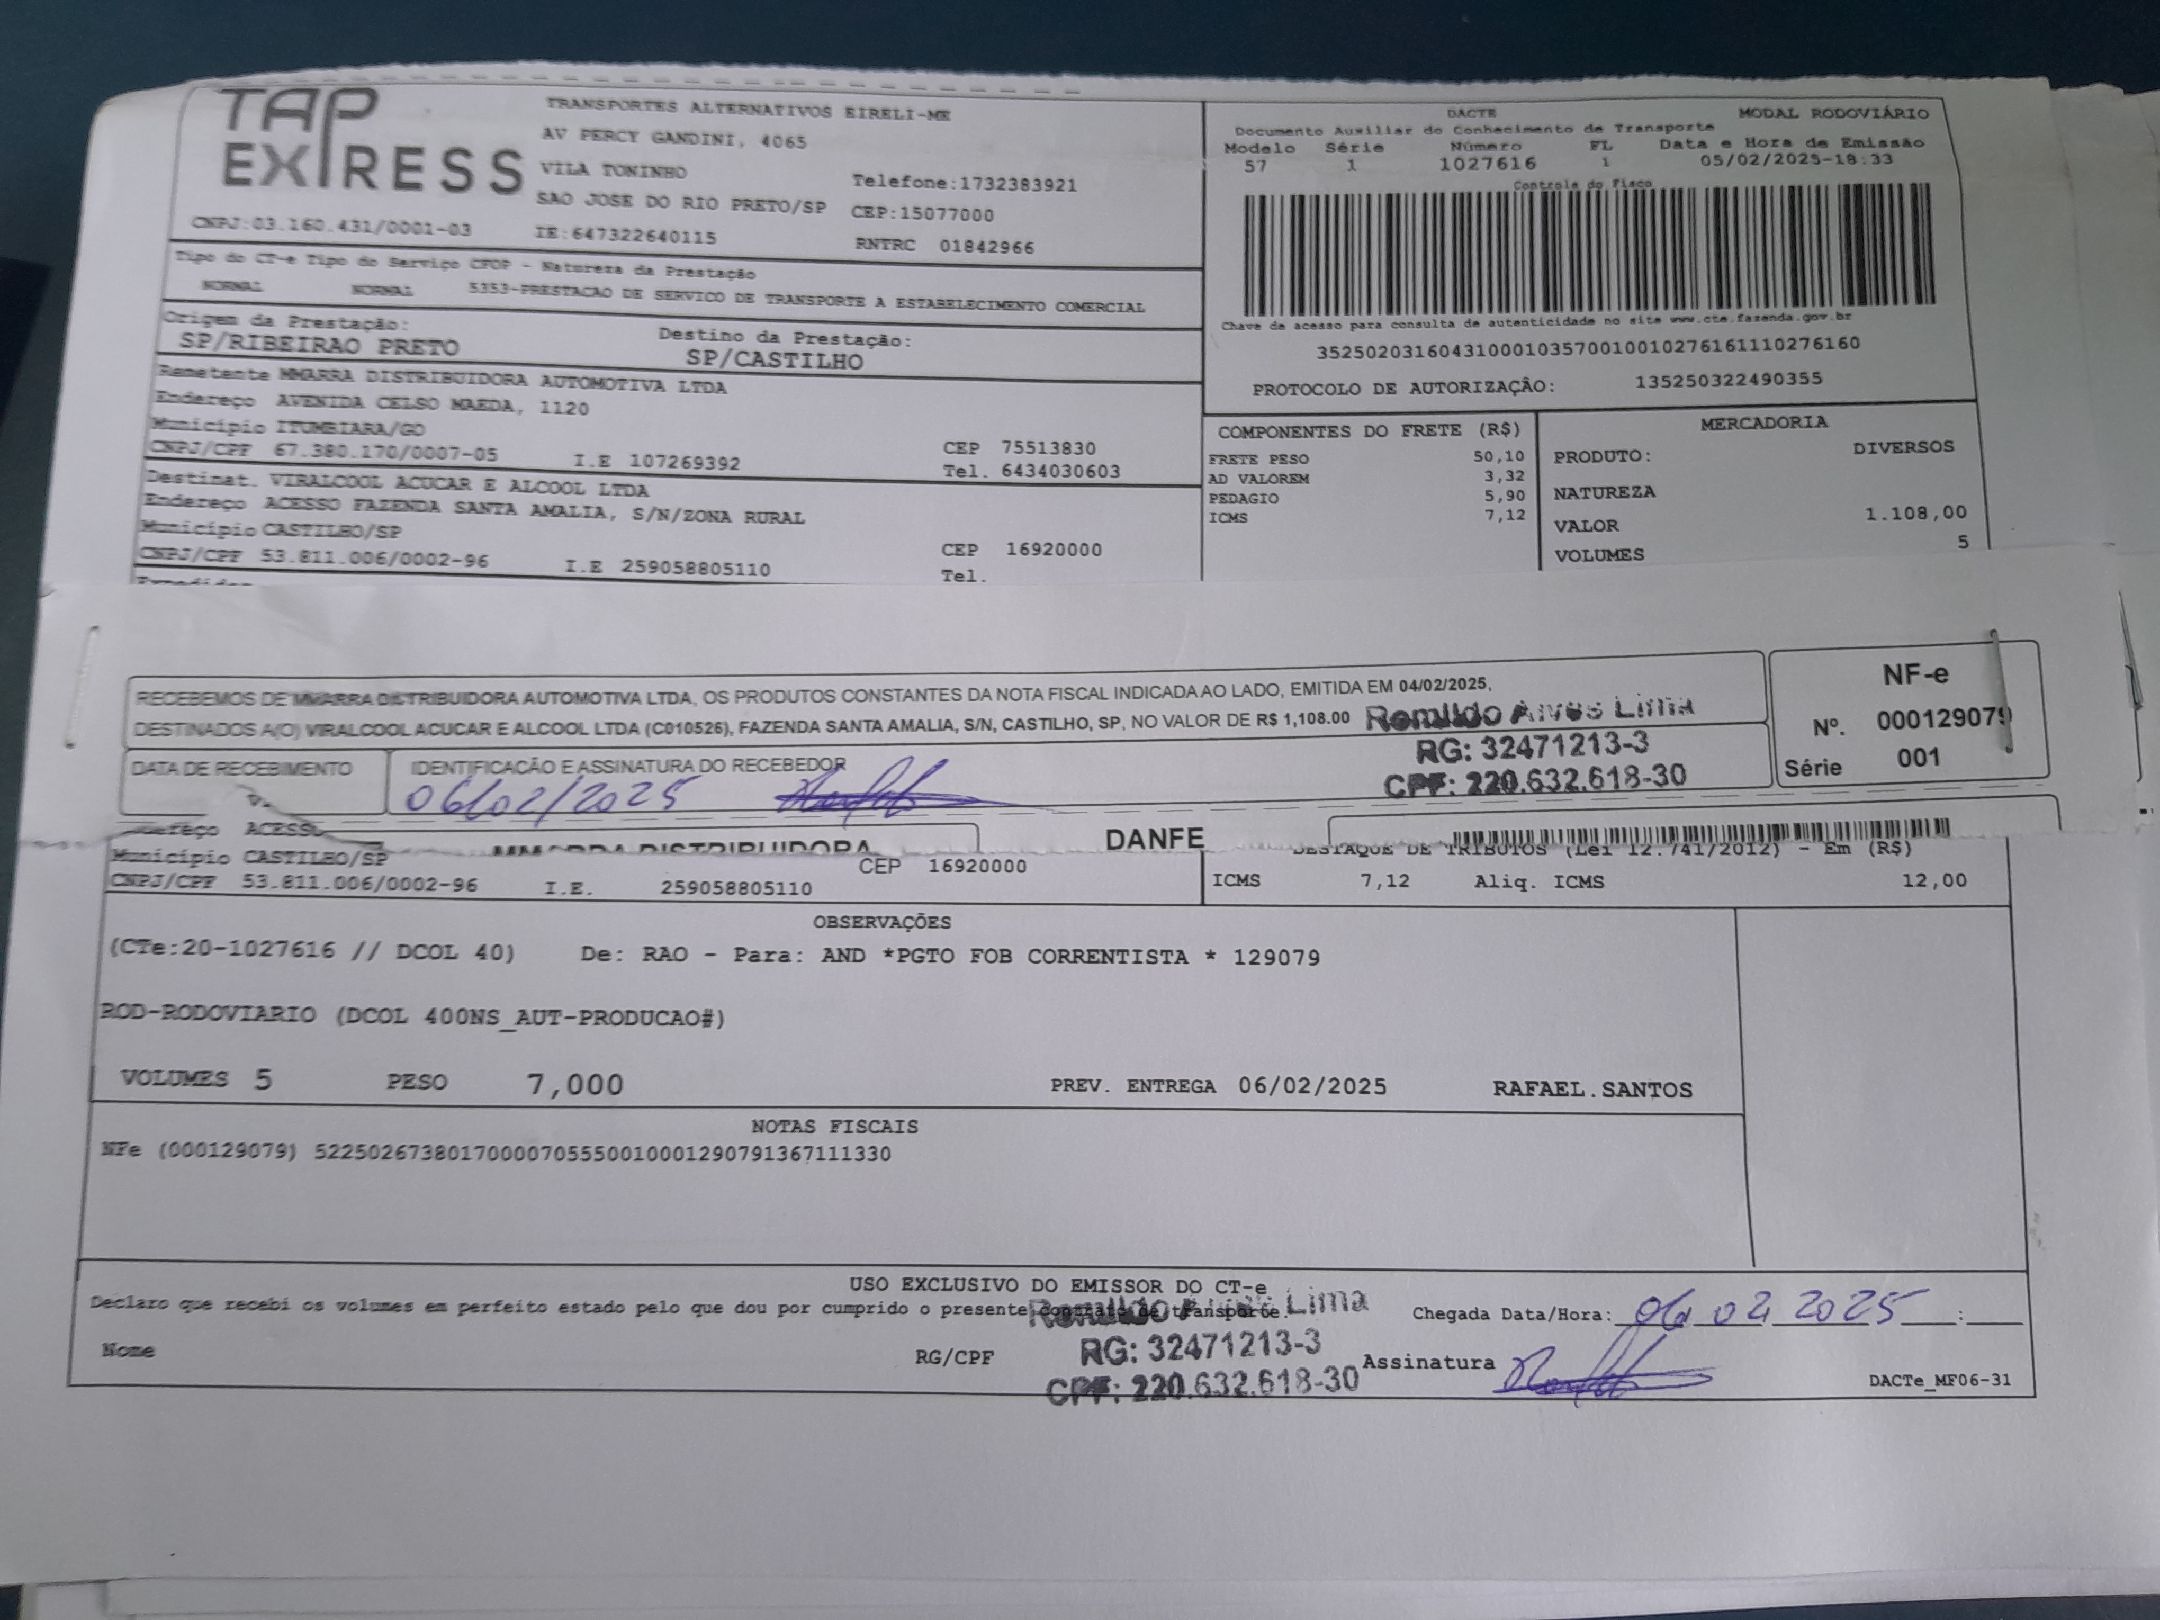 TAP EXPRESS
TRANSPORTES ALTERNATIVOS EIRELI-ME
AV PERCY GANDINI, 4065
VILA TONINHO
Telefone:1732383921
SAO JOSE DO RIO PRETO/SP CEP:15077000
CNPJ:03.160.431/0001-03 IE:647322640115 RNTRC 01842966
DACTE MODAL RODOVIÁRIO
Documento Auxiliar do Conhecimento de Transporte
Modelo Série Número FL Data e Hora de Emissão
57 1 1027616 1 05/02/2025-18:33
Controle do Fisco
Chave de acesso para consulta de autenticidade no site www.cte.fazenda.gov.br
35250203160431000103570010010276161110276160
PROTOCOLO DE AUTORIZAÇÃO: 135250322490355
Tipo do CT-e Tipo do Serviço CFOP - Natureza da Prestação
NORMAL NORMAL 5353-PRESTACAO DE SERVICO DE TRANSPORTE A ESTABELECIMENTO COMERCIAL
Origem da Prestação: Destino da Prestação:
SP/RIBEIRAO PRETO SP/CASTILHO
Remetente MMARRA DISTRIBUIDORA AUTOMOTIVA LTDA
Endereço AVENIDA CELSO MAEDA, 1120
Município ITUMBIARA/GO CEP 75513830
CNPJ/CPF 67.380.170/0007-05 I.E 107269392 Tel. 6434030603
Destinat. VIRALCOOL ACUCAR E ALCOOL LTDA
Endereço ACESSO FAZENDA SANTA AMALIA, S/N/ZONA RURAL
Município CASTILHO/SP CEP 16920000
CNPJ/CPF 53.811.006/0002-96 I.E 259058805110 Tel.
COMPONENTES DO FRETE (R$)
FRETE PESO 50,10
AD VALOREM 3,32
PEDAGIO 5,90
ICMS 7,12
MERCADORIA
PRODUTO: DIVERSOS
NATUREZA
VALOR 1.108,00
VOLUMES 5
RECEBEMOS DE MMARRA DISTRIBUIDORA AUTOMOTIVA LTDA, OS PRODUTOS CONSTANTES DA NOTA FISCAL INDICADA AO LADO, EMITIDA EM 04/02/2025,
DESTINADOS A(O) VIRALCOOL ACUCAR E ALCOOL LTDA (C010526), FAZENDA SANTA AMALIA, S/N, CASTILHO, SP, NO VALOR DE R$ 1,108.00
Romildo Alves Lima
RG: 32471213-3
CPF: 220.632.618-30
NF-e
Nº. 000129079
Série 001
DATA DE RECEBIMENTO IDENTIFICAÇÃO E ASSINATURA DO RECEBEDOR
06/02/2025
ACESSO
MMARRA DISTRIBUIDORA DANFE
Município CASTILHO/SP CEP 16920000
CNPJ/CPF 53.811.006/0002-96 I.E. 259058805110
DESTAQUE DE TRIBUTOS (Lei 12.741/2012) - Em (R$)
ICMS 7,12 Aliq. ICMS 12,00
OBSERVAÇÕES
(CTe:20-1027616 // DCOL 40) De: RAO - Para: AND *PGTO FOB CORRENTISTA * 129079
ROD-RODOVIARIO (DCOL 400NS_AUT-PRODUCAO#)
VOLUMES 5 PESO 7,000 PREV. ENTREGA 06/02/2025 RAFAEL.SANTOS
NOTAS FISCAIS
NFe (000129079) 52250267380170000705550010001290791367111330
USO EXCLUSIVO DO EMISSOR DO CT-e
Declaro que recebi os volumes em perfeito estado pelo que dou por cumprido o presente contrato de transporte. Chegada Data/Hora: 06 02 2025 :
Romildo Alves Lima
RG: 32471213-3
CPF: 220.632.618-30
Nome RG/CPF Assinatura DACTe_MF06-31